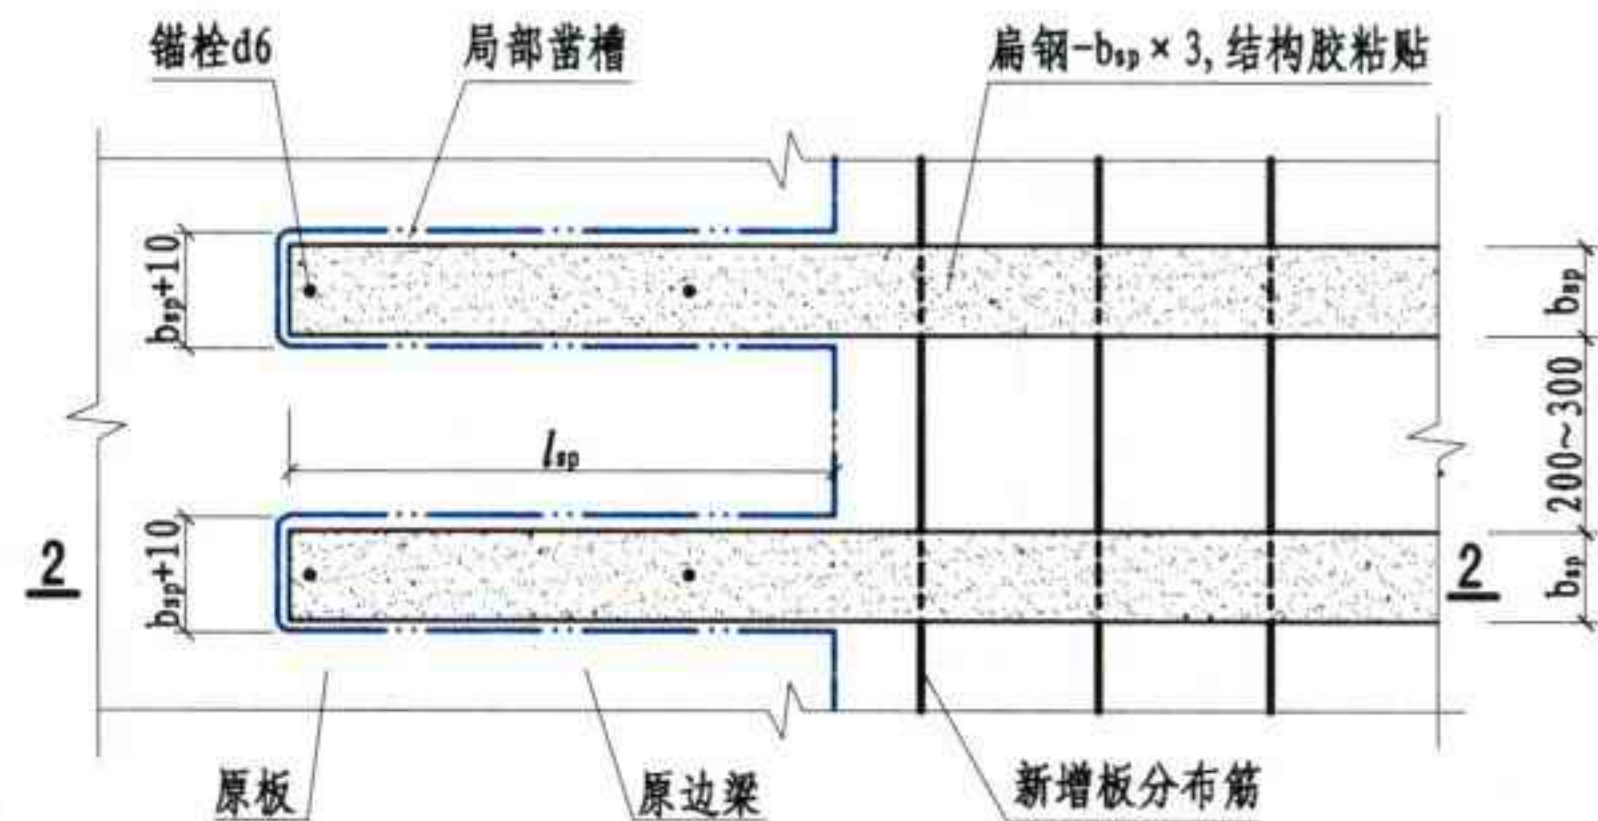 锚栓d6
局部凿槽
扁钢-bsp×3,结构胶粘贴
bsp+10
bsp
200~300
lsp
bsp+10
bsp
2
2
原板
原边梁
新增板分布筋